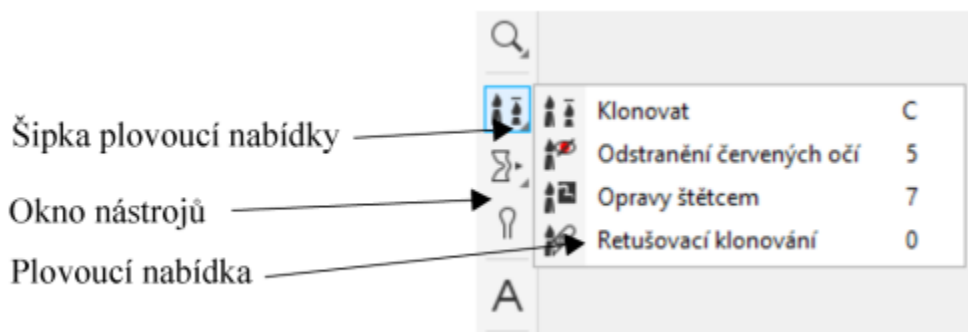 Šipka plovoucí nabídky
Okno nástrojů
Plovoucí nabídka
Klonovat C
Odstranění červených očí 5
Opravy štětcem 7
Retušovací klonování 0
A